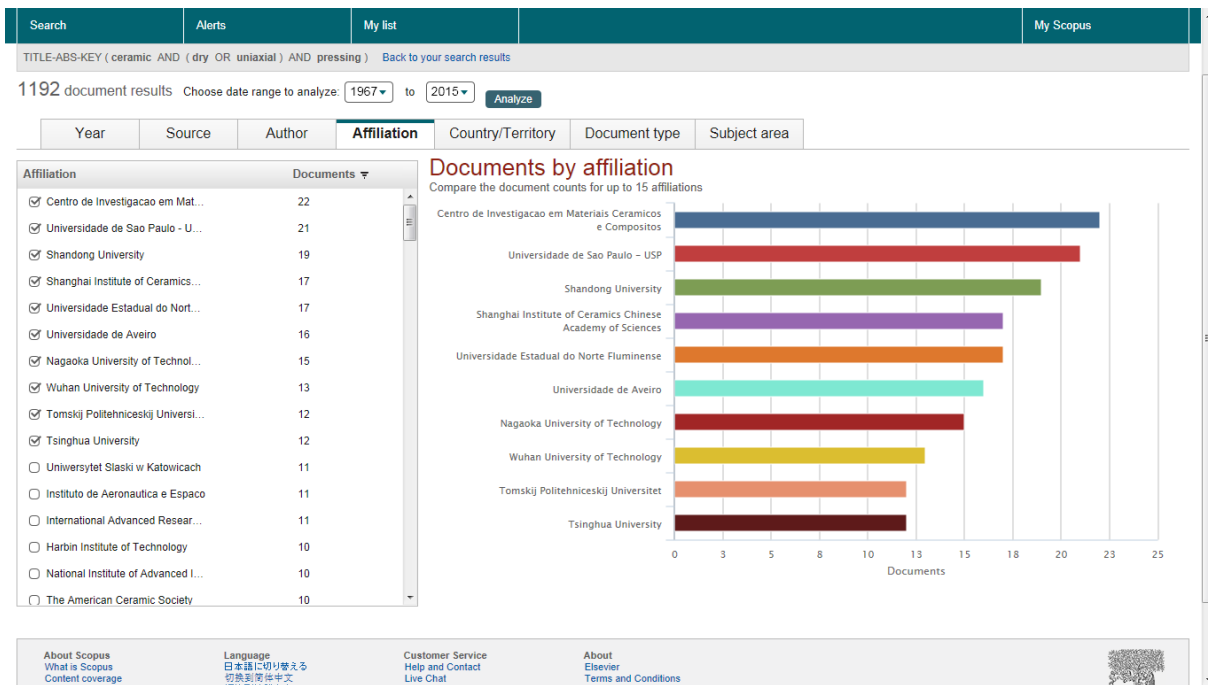 Search Alerts My list My Scopus
TITLE-ABS-KEY ( ceramic AND ( dry OR uniaxial ) AND pressing ) Back to your search results
1192 document results Choose date range to analyze: 1967 to 2015 Analyze
Year Source Author Affiliation Country/Territory Document type Subject area
Affiliation Documents
Centro de Investigacao em Mat... 22
Universidade de Sao Paulo - U... 21
Shandong University 19
Shanghai Institute of Ceramics... 17
Universidade Estadual do Nort... 17
Universidade de Aveiro 16
Nagaoka University of Technol... 15
Wuhan University of Technology 13
Tomskij Politehniceskij Universi... 12
Tsinghua University 12
Uniwersytet Slaski w Katowicach 11
Instituto de Aeronautica e Espaco 11
International Advanced Resear... 11
Harbin Institute of Technology 10
National Institute of Advanced I... 10
The American Ceramic Society 10
Documents by affiliation
Compare the document counts for up to 15 affiliations
Centro de Investigacao em Materiais Ceramicos
e Compositos
Universidade de Sao Paulo – USP
Shandong University
Shanghai Institute of Ceramics Chinese
Academy of Sciences
Universidade Estadual do Norte Fluminense
Universidade de Aveiro
Nagaoka University of Technology
Wuhan University of Technology
Tomskij Politehniceskij Universitet
Tsinghua University
0 3 5 8 10 13 15 18 20 23 25
Documents
About Scopus
What is Scopus
Content coverage
Language
日本語に切り替える
切换到简体中文
Customer Service
Help and Contact
Live Chat
About
Elsevier
Terms and Conditions